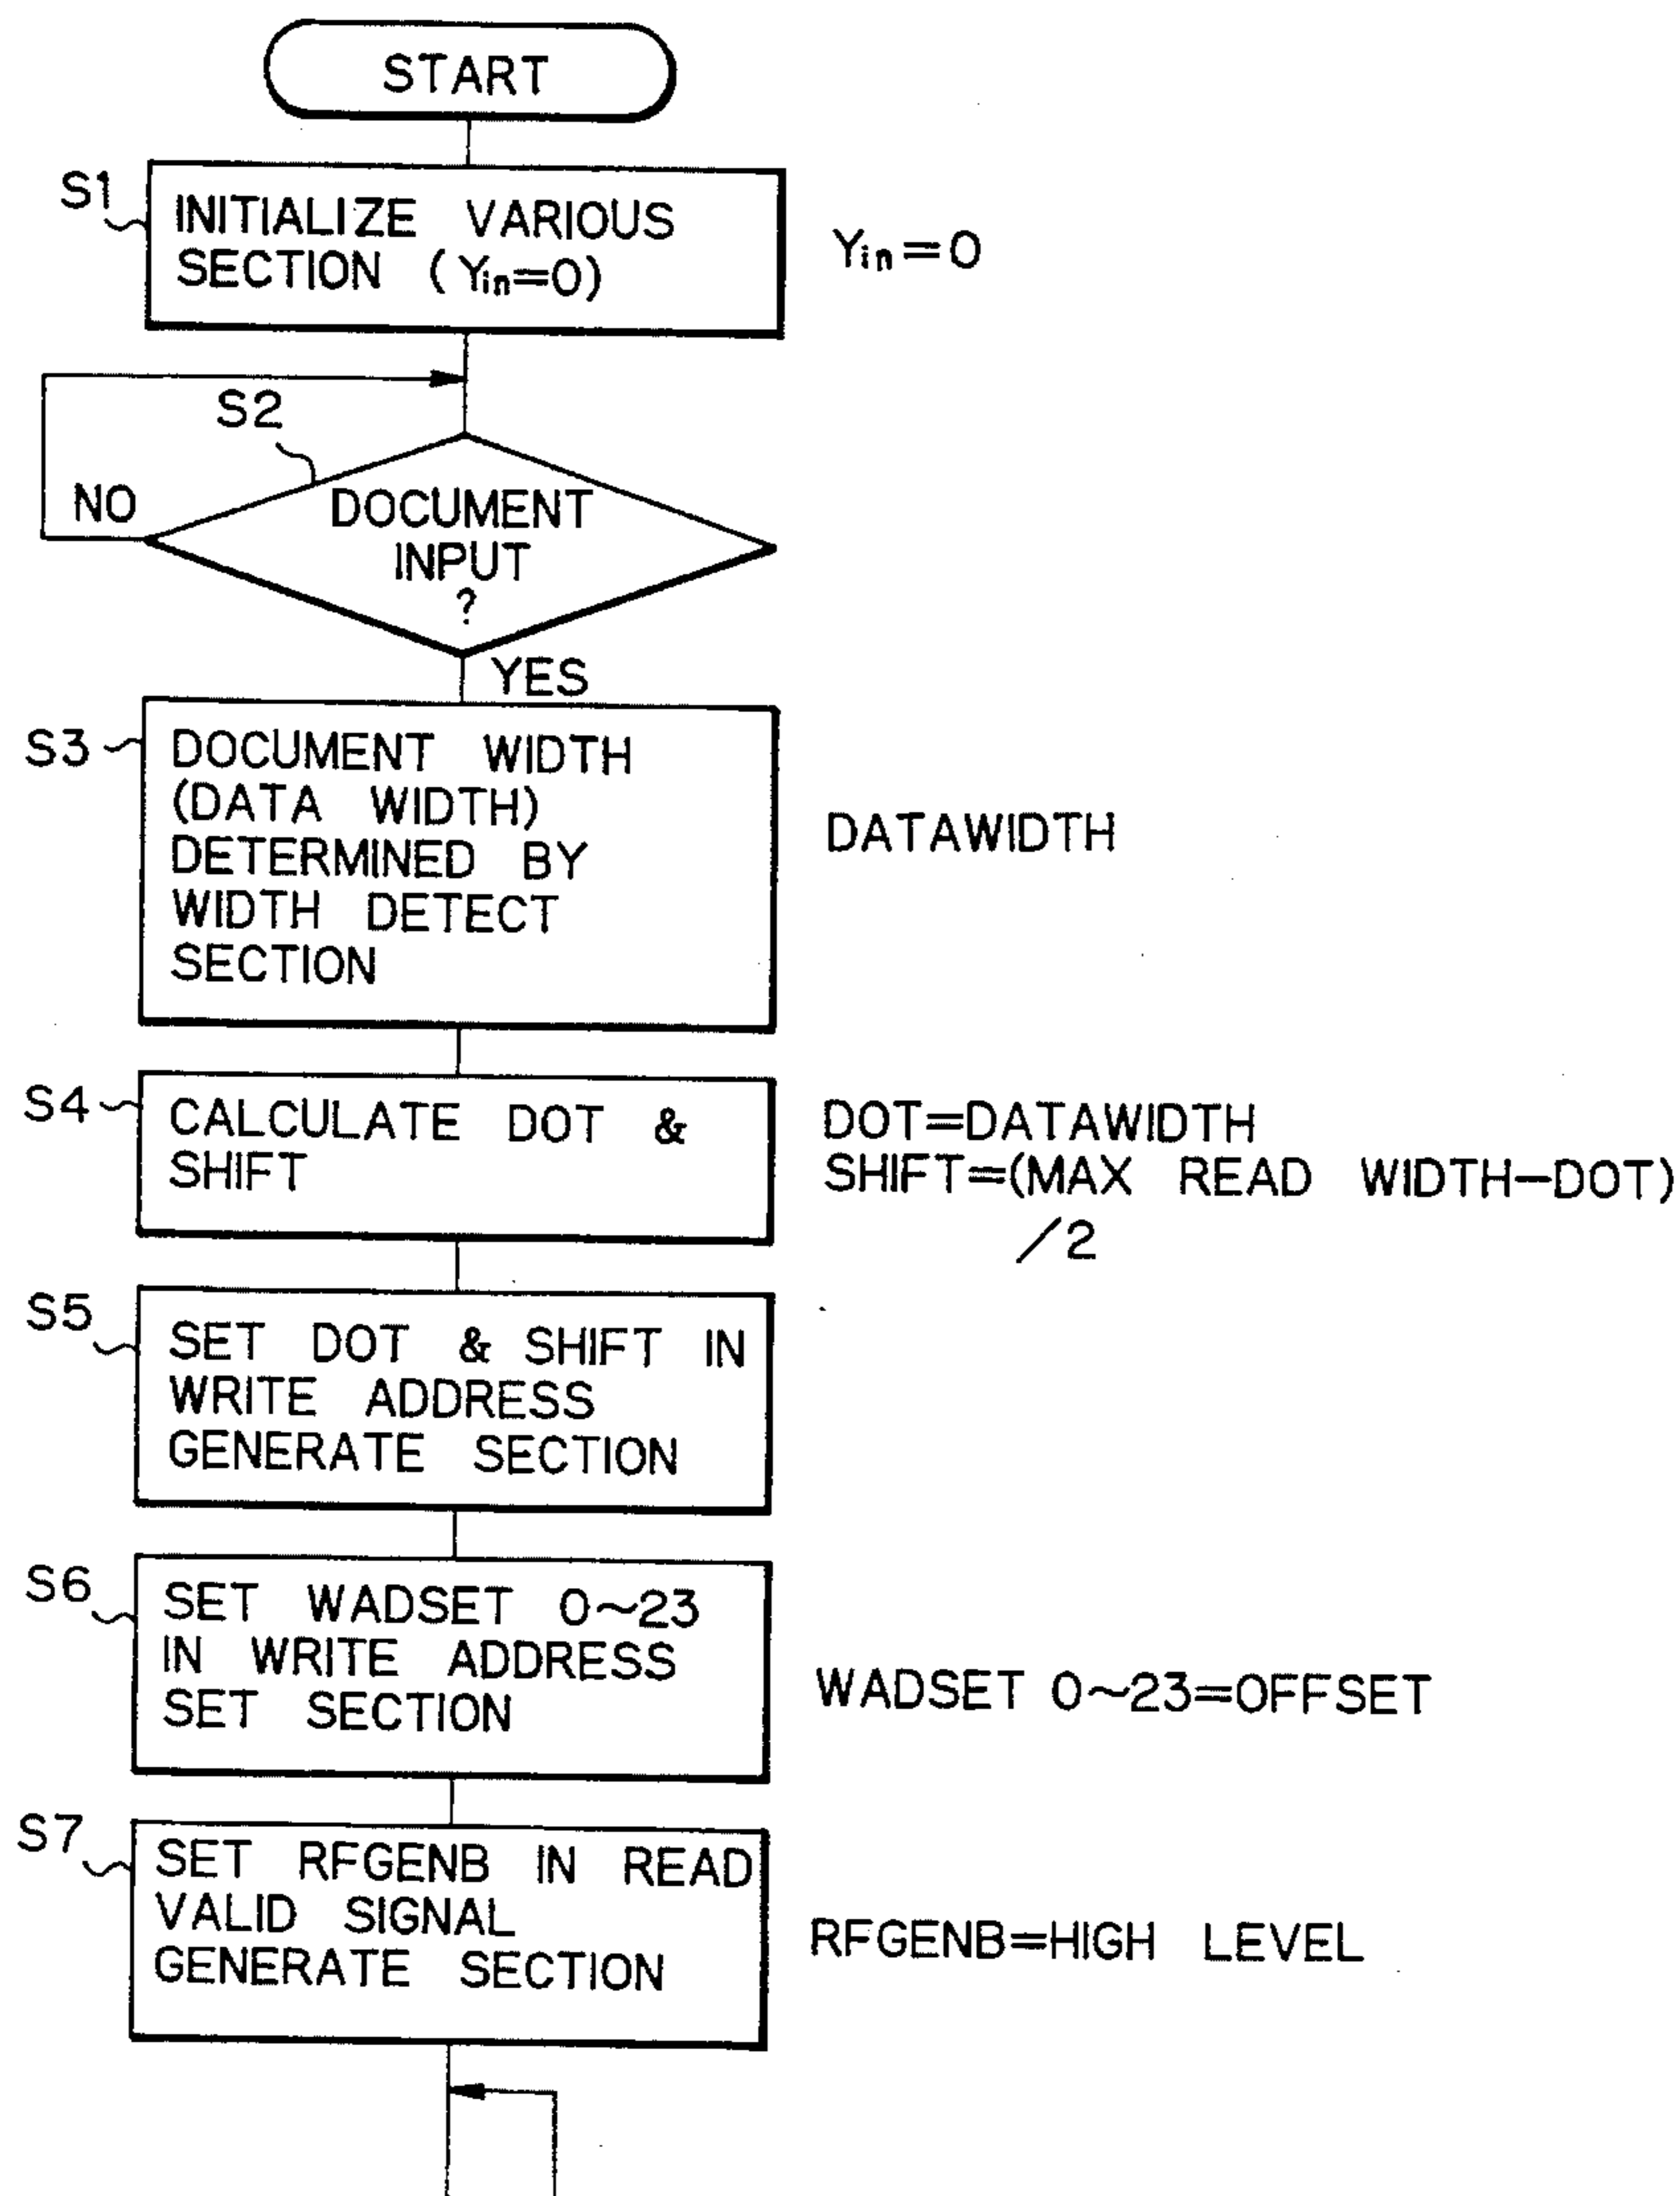 START
S1
INITIALIZE VARIOUS
SECTION (Yin=0)
Yin=0
S2
NO
DOCUMENT
INPUT
?
YES
S3
DOCUMENT WIDTH
(DATA WIDTH)
DETERMINED BY
WIDTH DETECT
SECTION
DATAWIDTH
S4
CALCULATE DOT &
SHIFT
DOT=DATAWIDTH
SHIFT=(MAX READ WIDTH-DOT)
/2
S5
SET DOT & SHIFT IN
WRITE ADDRESS
GENERATE SECTION
S6
SET WADSET 0~23
IN WRITE ADDRESS
SET SECTION
WADSET 0~23=OFFSET
S7
SET RFGENB IN READ
VALID SIGNAL
GENERATE SECTION
RFGENB=HIGH LEVEL